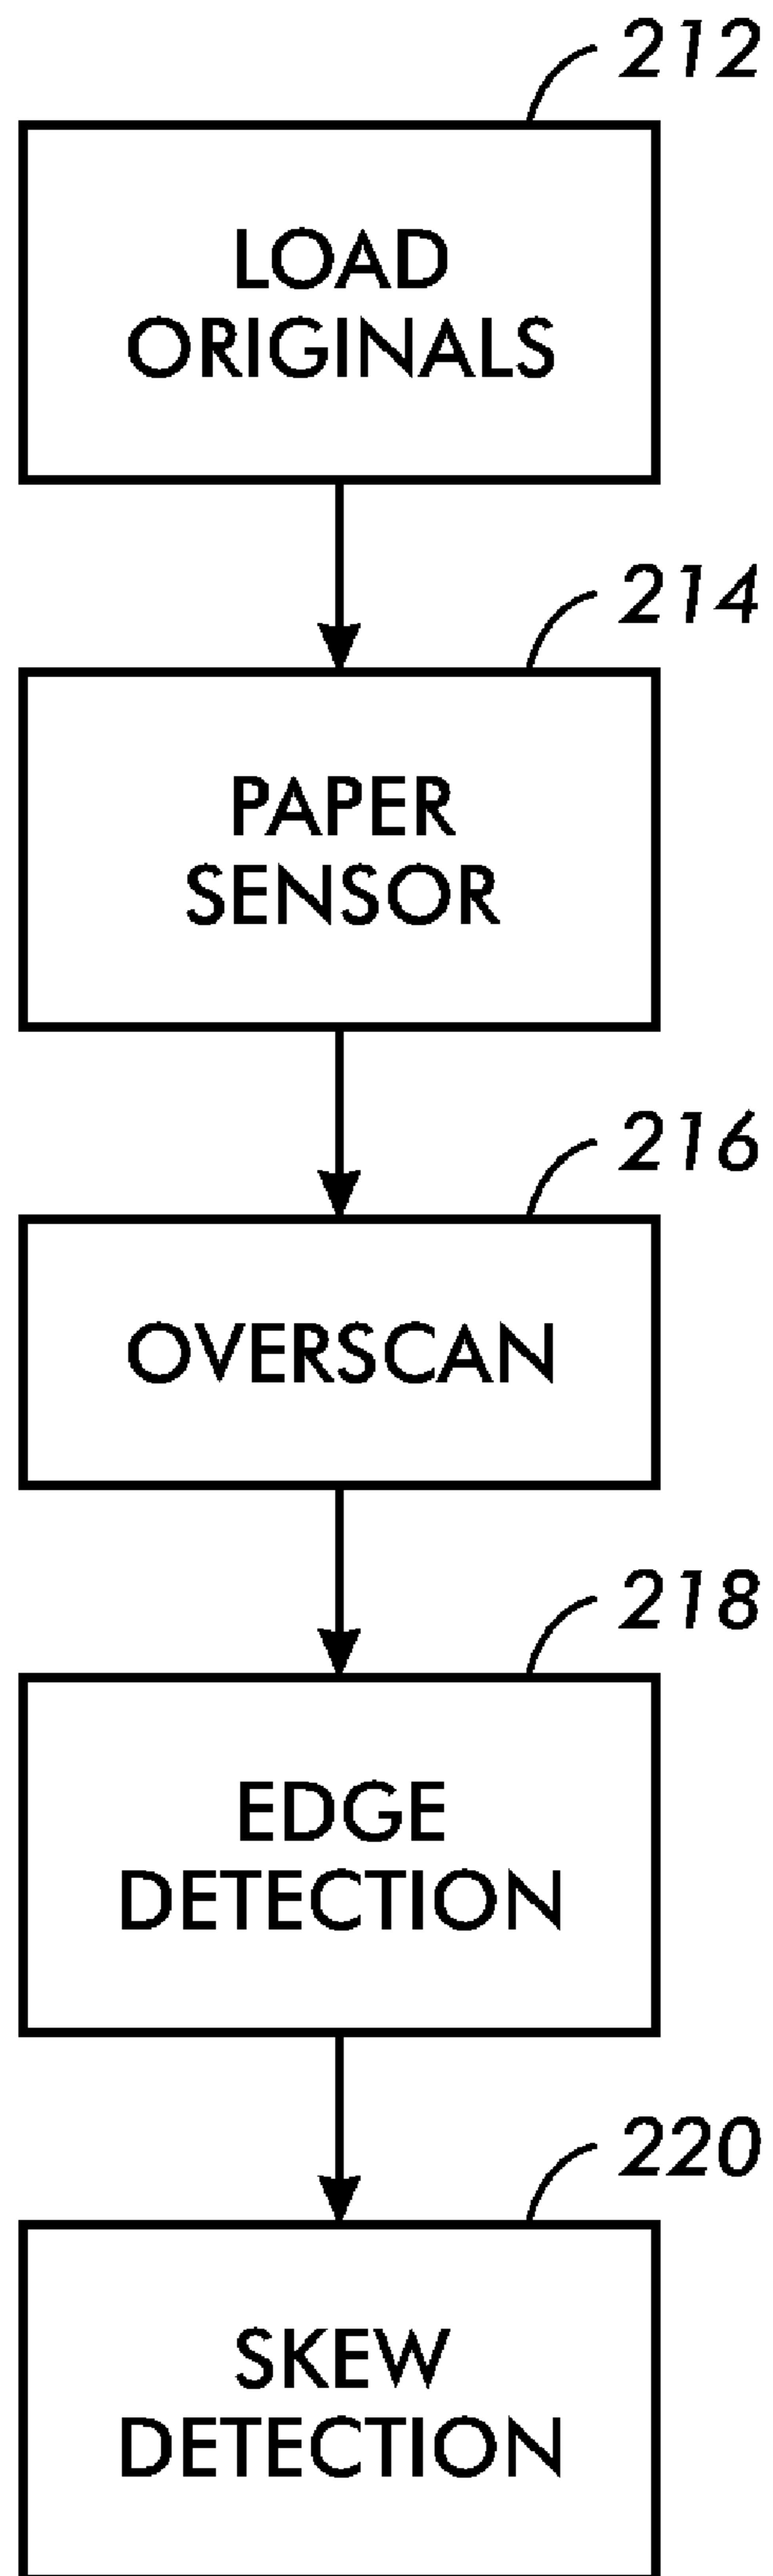 212
LOAD
ORIGINALS
214
PAPER
SENSOR
216
OVERSCAN
218
EDGE
DETECTION
220
SKEW
DETECTION